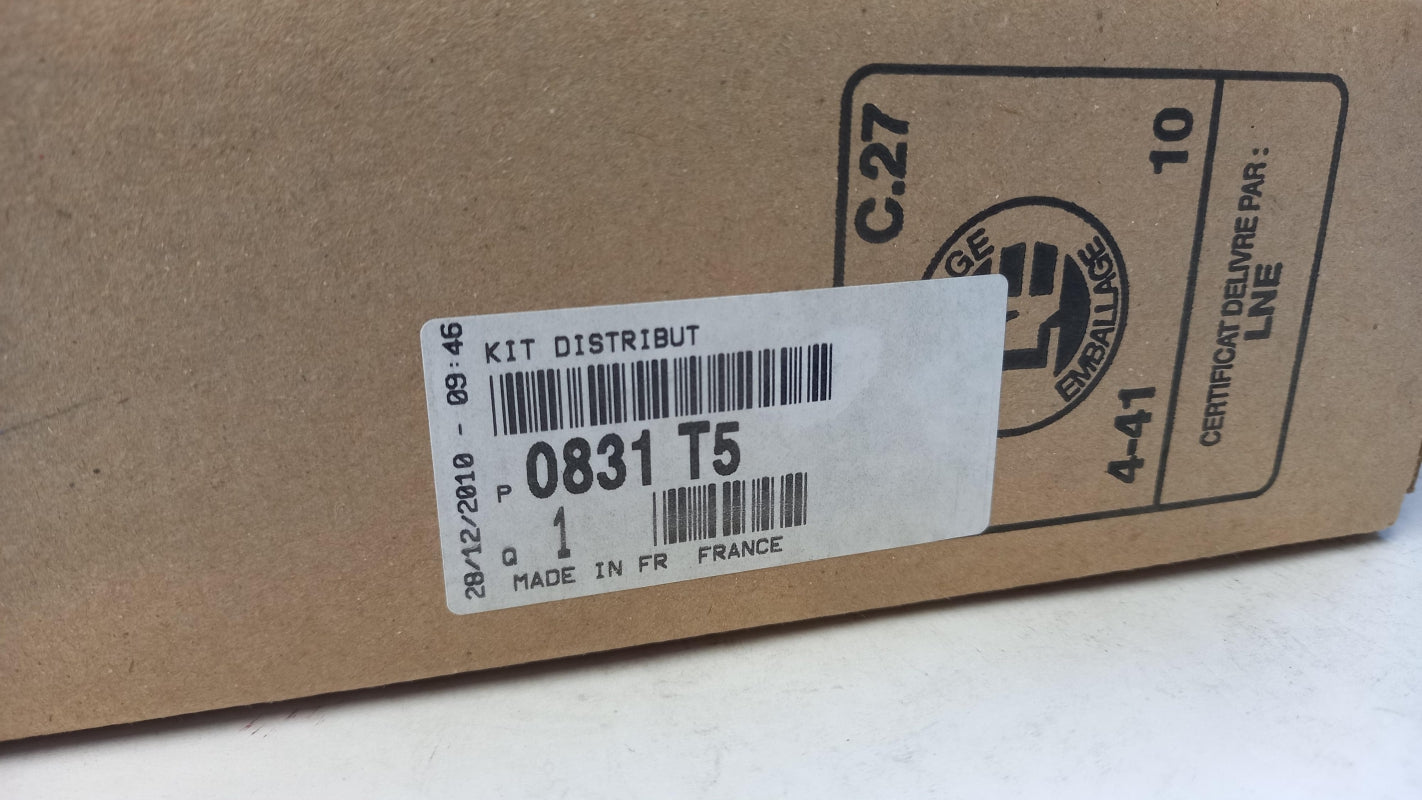 28/12/2010 - 09:46
KIT DISTRIBUT
P 0831 T5
Q 1
MADE IN FR FRANCE
C.27
10
EMBALLAGE
4-41
CERTIFICAT DELIVRE PAR :
LNE